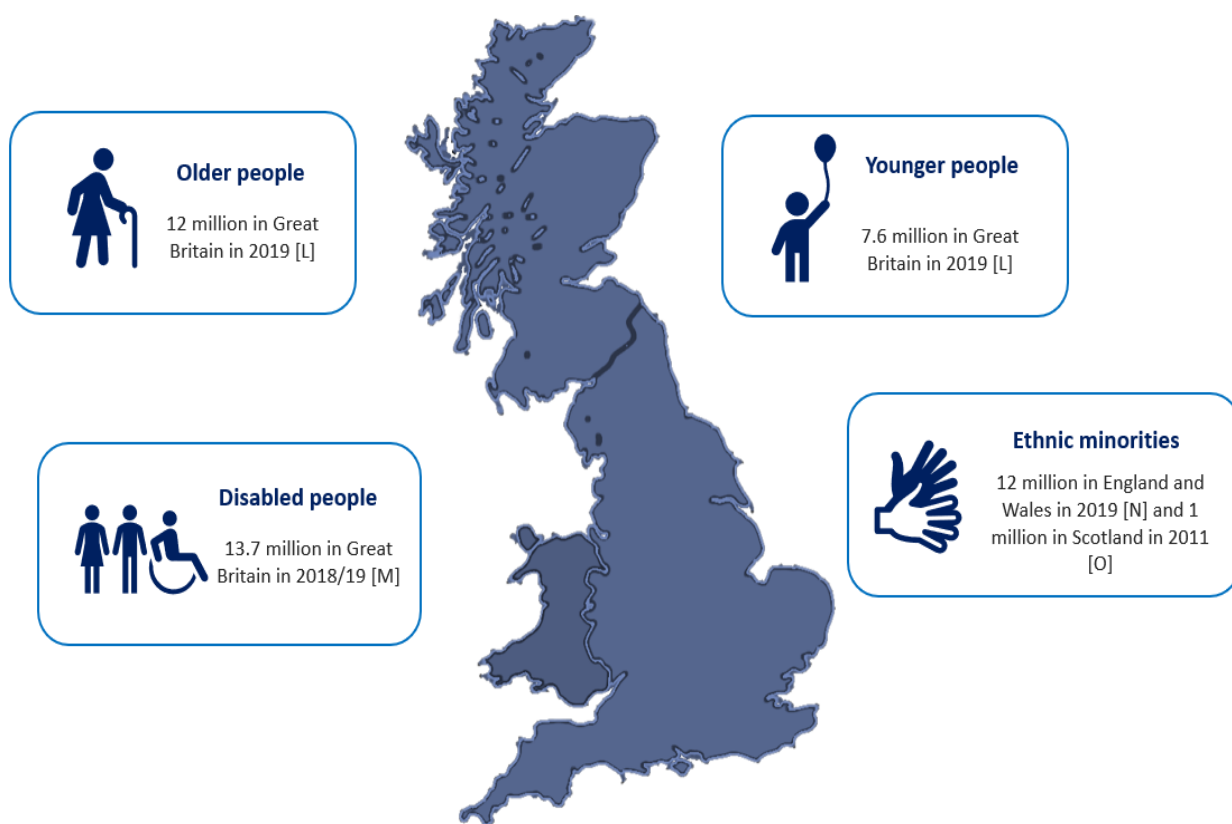 Older people
12 million in Great
Britain in 2019 [L]
Younger people
7.6 million in Great
Britain in 2019 [L]
Disabled people
13.7 million in Great
Britain in 2018/19 [M]
Ethnic minorities
12 million in England and
Wales in 2019 [N] and 1
million in Scotland in 2011
[O]